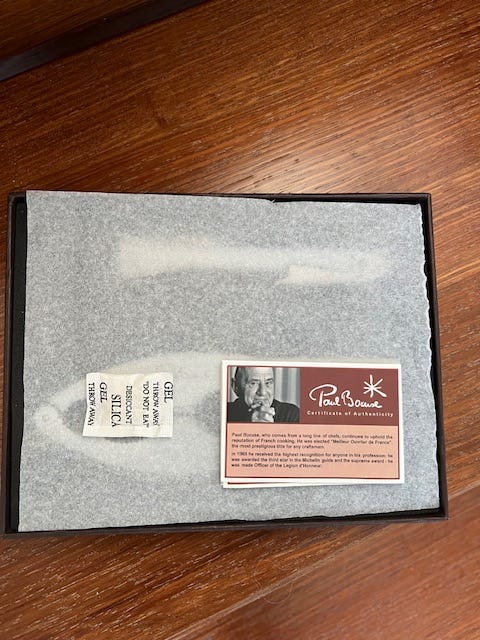 GEL
THROW AWAY
"DO NOT EAT
DESICCANT
SILICA
GEL
THROW AWAY
Paul Bocuse
Certificate of Authenticity
Paul Bocuse, who comes from a long line of chefs, continues to uphold the
reputation of French cooking. He was elected "Meilleur Ouvrier de France",
the most prestigious title for any craftsman.
In 1965 he received the highest recognition for anyone in his profession: he
was awarded the third star in the Michelin guide and the supreme award : he
was made Officer of the Legion d'Honneur.